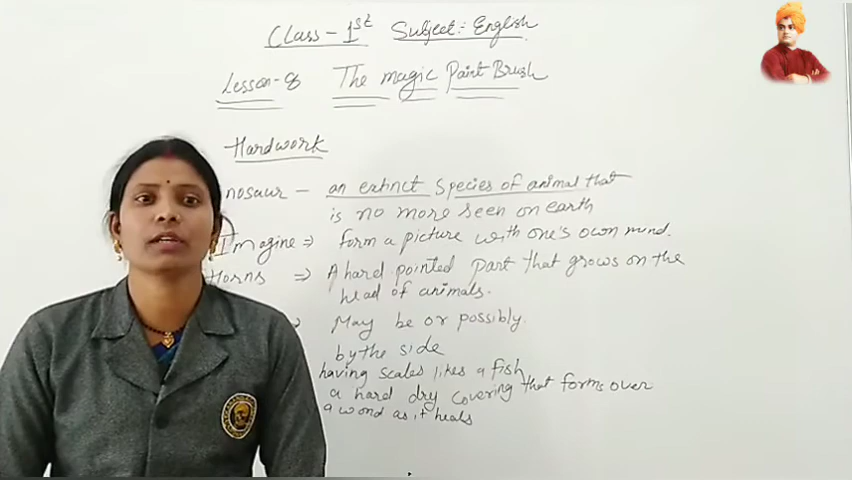 Class - 1st Subject: English
Lesson-8 The magic Paint Brush
Hardwork
nosaur - an extinct Species of animal that
is no more seen on earth
Imagine ⇒ form a picture with one's own mind.
Horns ⇒ A hard pointed part that grows on the
head of animals.
May be or possibly.
by the side
having scales likes a fish
a hard dry covering that forms over
a wond as it heals